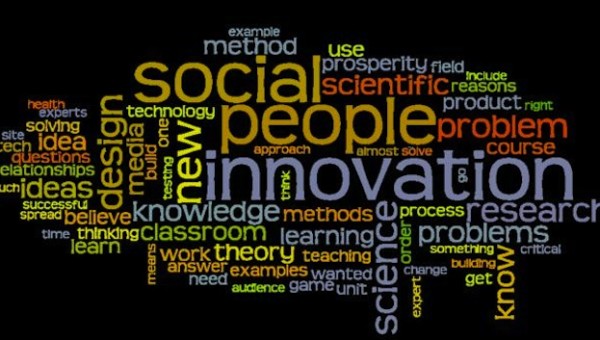 example
method
use
prosperity
field
social
scientific
include
reasons
health
experts
technology
product
right
people
problem
site
solving
tech
idea
design
media
build
one
new
approach
almost
solve
course
questions
relationships
testing
innovation
think
go
ideas
successful
spread
believe
knowledge
methods
science
process
research
time
thinking
classroom
learning
order
problems
learn
means
work
theory
teaching
something
critical
answer
examples
wanted
change
building
know
need
audience
game
unit
expert
get